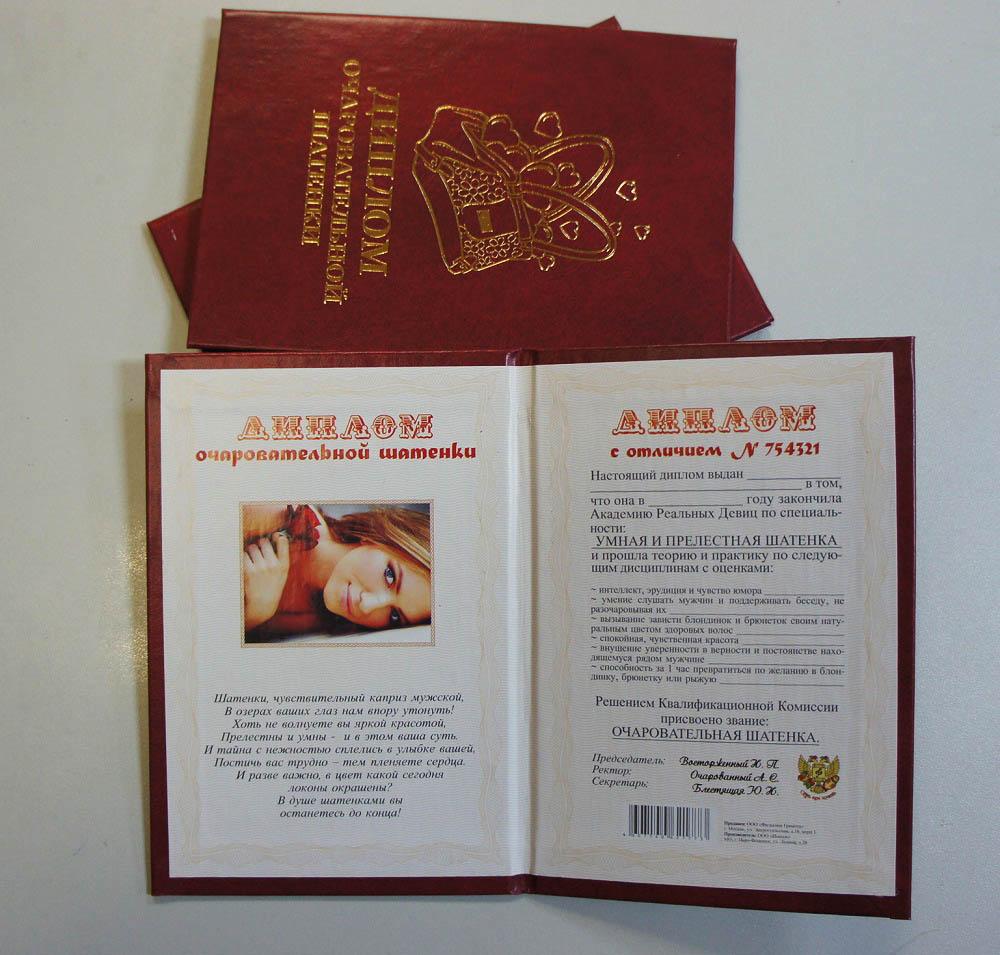 ДИПЛОМ
ОЧАРОВАТЕЛЬНОЙ
ШАТЕНКИ
ДИПЛОМ
очаровательной шатенки
Шатенки, чувствительный каприз мужской,
В озерах ваших глаз нам впору утонуть!
Хоть не волнуете вы яркой красотой,
Прелестны и умны - и в этом ваша суть.
И тайна с нежностью сплелись в улыбке вашей,
Постичь вас трудно – тем пленяете сердца.
И разве важно, в цвет какой сегодня
локоны окрашены?
В душе шатенками вы
останетесь до конца!
ДИПЛОМ
с отличием N 754321
Настоящий диплом выдан ________
______________________________ в том,
что она в _____________ году закончила
Академию Реальных Девиц по специаль-
ности:
УМНАЯ И ПРЕЛЕСТНАЯ ШАТЕНКА
и прошла теорию и практику по следую-
щим дисциплинам с оценками:
~ интеллект, эрудиция и чувство юмора
~ умение слушать мужчин и поддерживать беседу, не
разочаровывая их
~ вызывание зависти блондинок и брюнеток своим нату-
ральным цветом здоровых волос
~ спокойная, чувственная красота
~ внушение уверенности в верности и постоянстве нахо-
дящемуся рядом мужчине
~ способность за 1 час превратиться по желанию в блон-
динку, брюнетку или рыжую
Решением Квалификационной Комиссии
присвоено звание:
ОЧАРОВАТЕЛЬНАЯ ШАТЕНКА.
Председатель: Восторженный И. П.
Ректор: Очарованный А. С.
Секретарь: Блестящая Ю. Н.